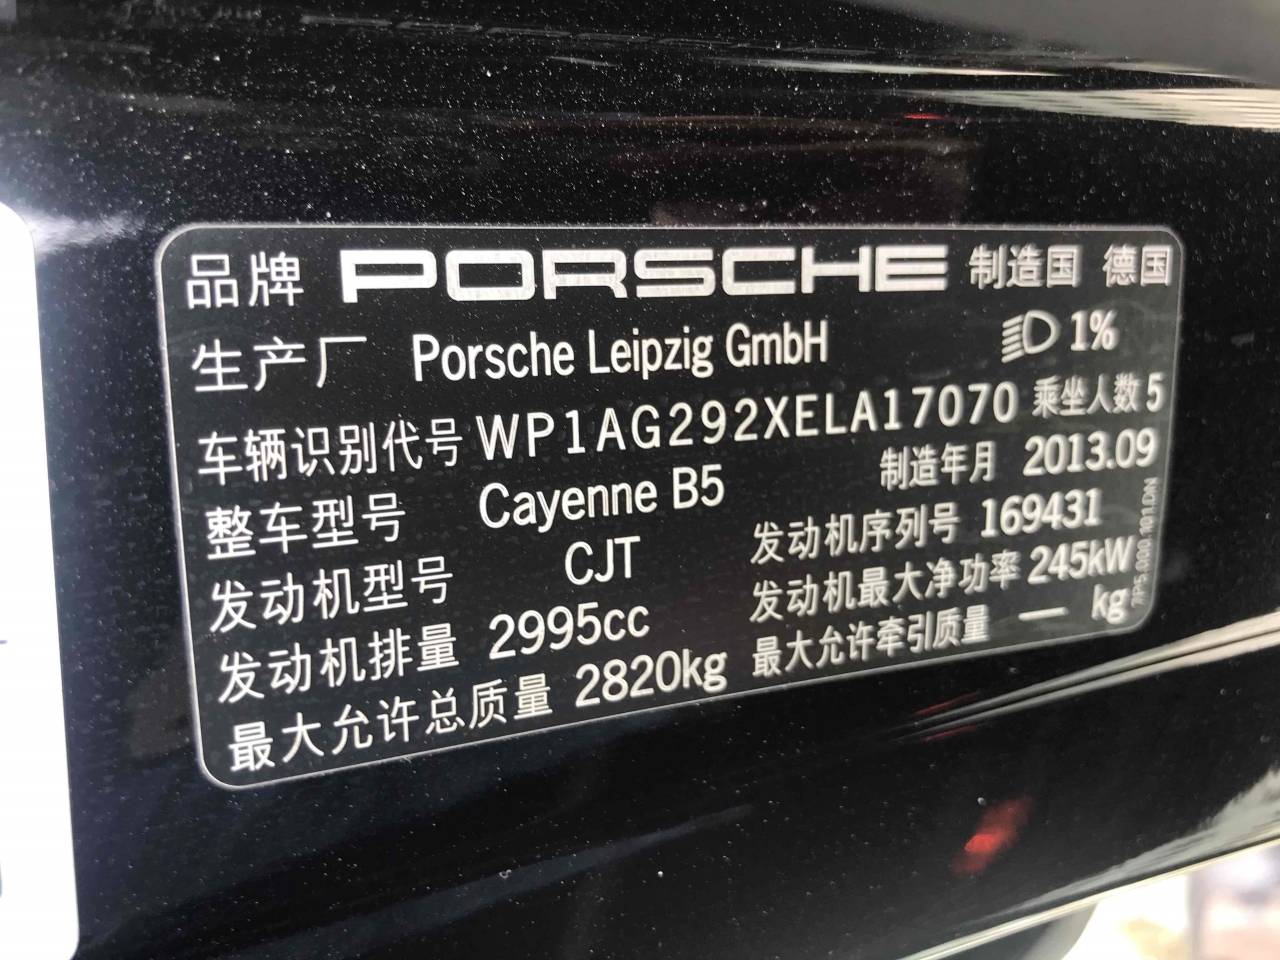 品牌 PORSCHE 制造国 德国
生产厂 Porsche Leipzig GmbH 1%
车辆识别代号 WP1AG292XELA17070 乘坐人数 5
整车型号 Cayenne B5 制造年月 2013.09
发动机型号 CJT 发动机序列号 169431
发动机排量 2995cc 发动机最大净功率 245kW
最大允许总质量 2820kg 最大允许牵引质量 — kg
7P5.000.101.DN